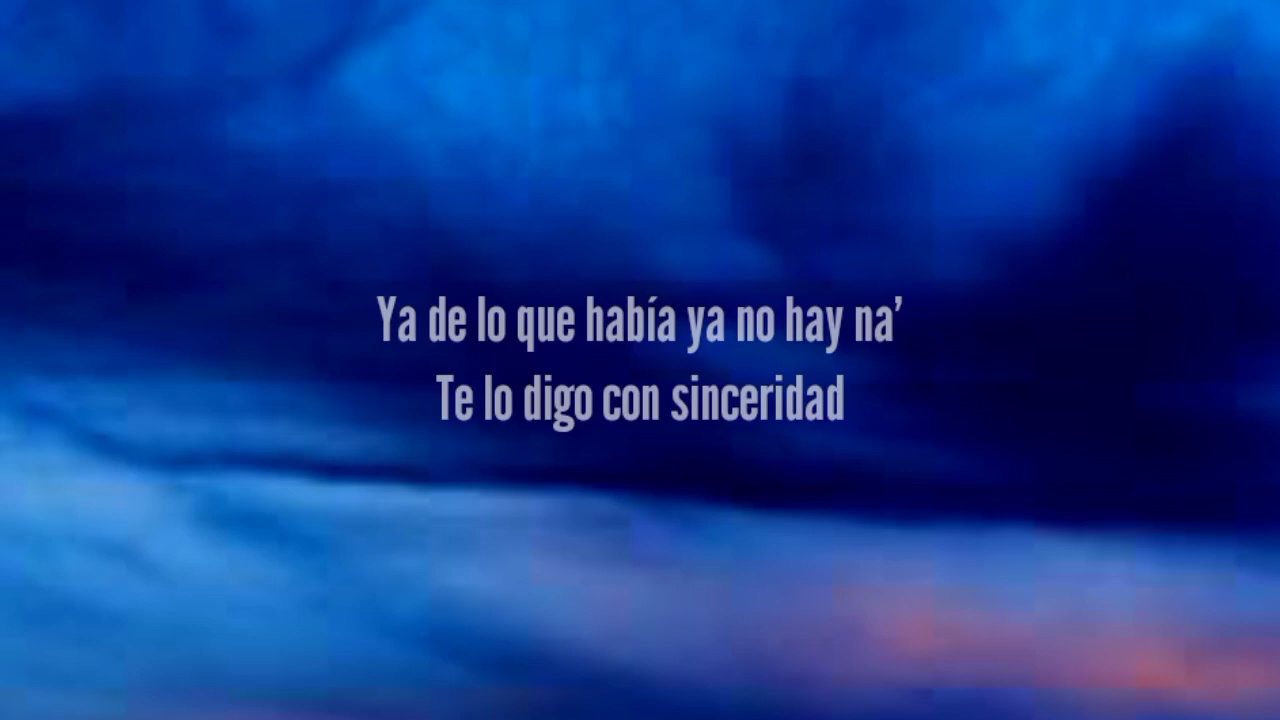 Ya de lo que había ya no hay na’
Te lo digo con sinceridad